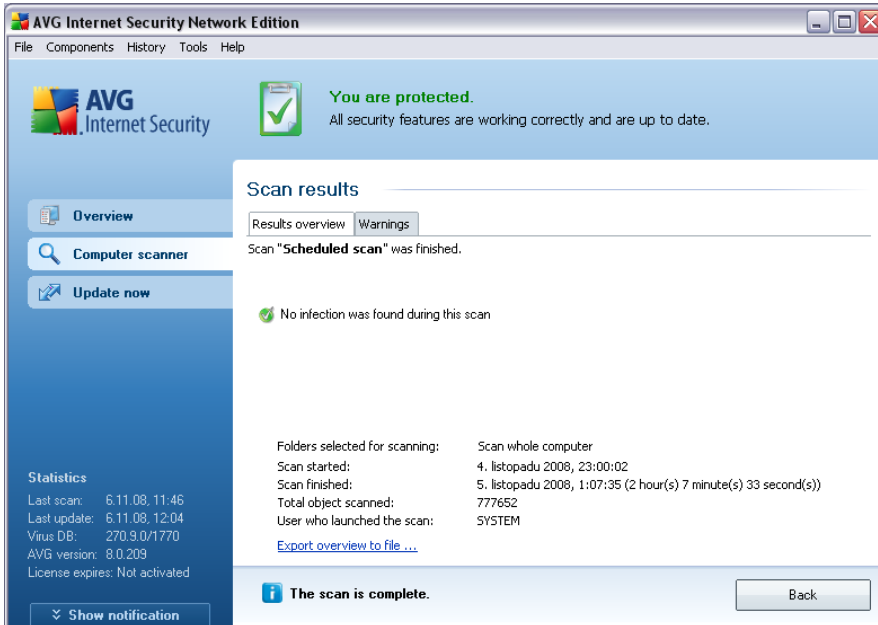 AVG Internet Security Network Edition
File Components History Tools Help
AVG
Internet Security
You are protected.
All security features are working correctly and are up to date.
Overview
Computer scanner
Update now
Scan results
Results overview
Warnings
Scan "Scheduled scan" was finished.
No infection was found during this scan
Folders selected for scanning: Scan whole computer
Scan started: 4. listopadu 2008, 23:00:02
Scan finished: 5. listopadu 2008, 1:07:35 (2 hour(s) 7 minute(s) 33 second(s))
Total object scanned: 777652
User who launched the scan: SYSTEM
Export overview to file ...
Statistics
Last scan: 6.11.08, 11:46
Last update: 6.11.08, 12:04
Virus DB: 270.9.0/1770
AVG version: 8.0.209
License expires: Not activated
Show notification
The scan is complete.
Back